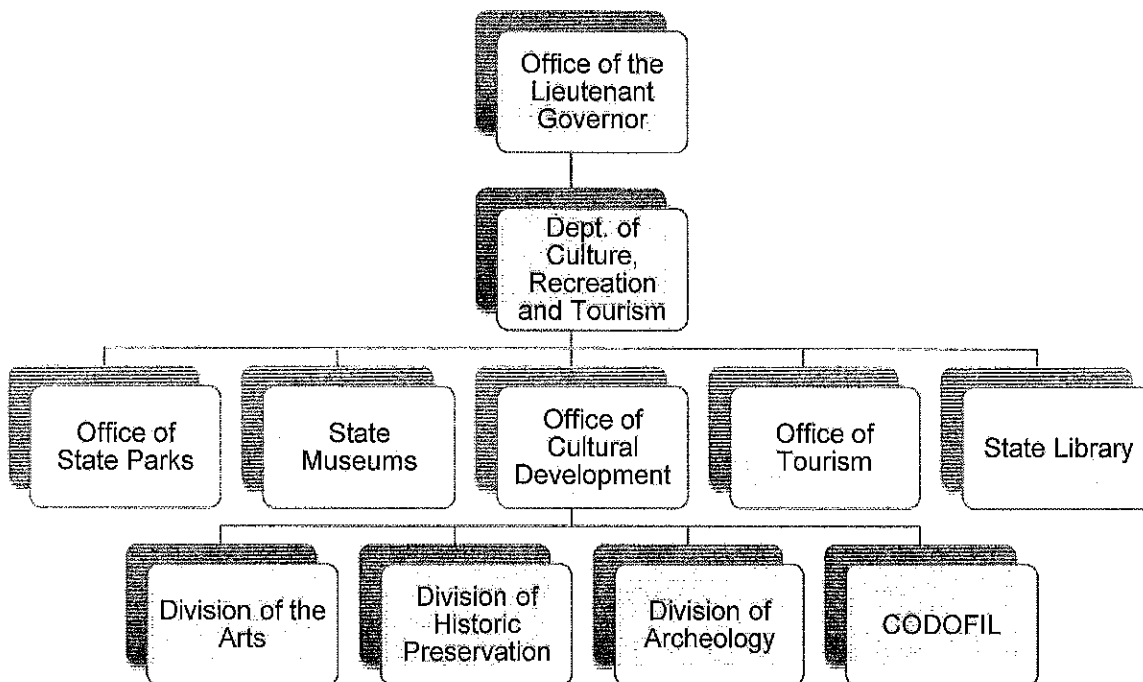 Office of the
Lieutenant
Governor
Dept. of
Culture,
Recreation
and Tourism
Office of
State Parks
State
Museums
Office of
Cultural
Development
Office of
Tourism
State Library
Division of the
Arts
Division of
Historic
Preservation
Division of
Archeology
CODOFIL